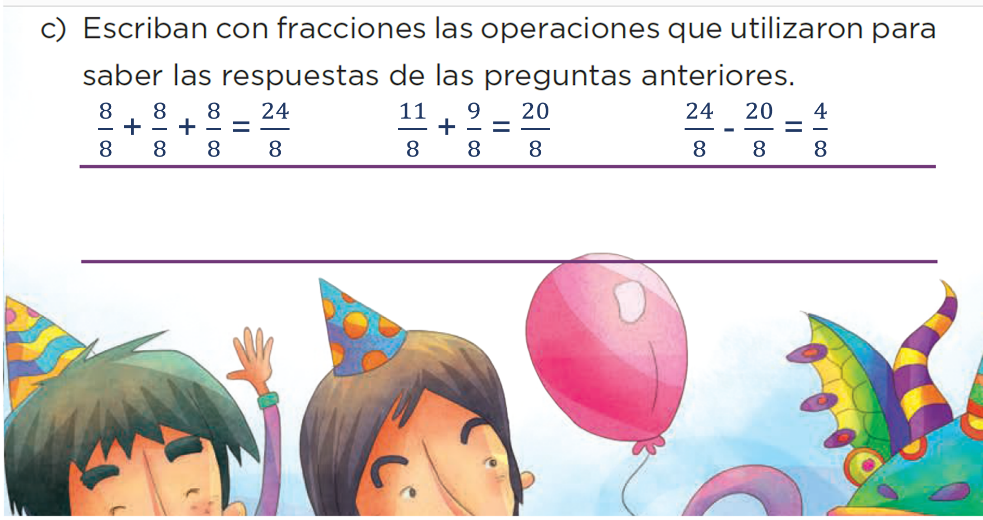 c) Escriban con fracciones las operaciones que utilizaron para
saber las respuestas de las preguntas anteriores.
8/8 + 8/8 + 8/8 = 24/8 11/8 + 9/8 = 20/8 24/8 - 20/8 = 4/8